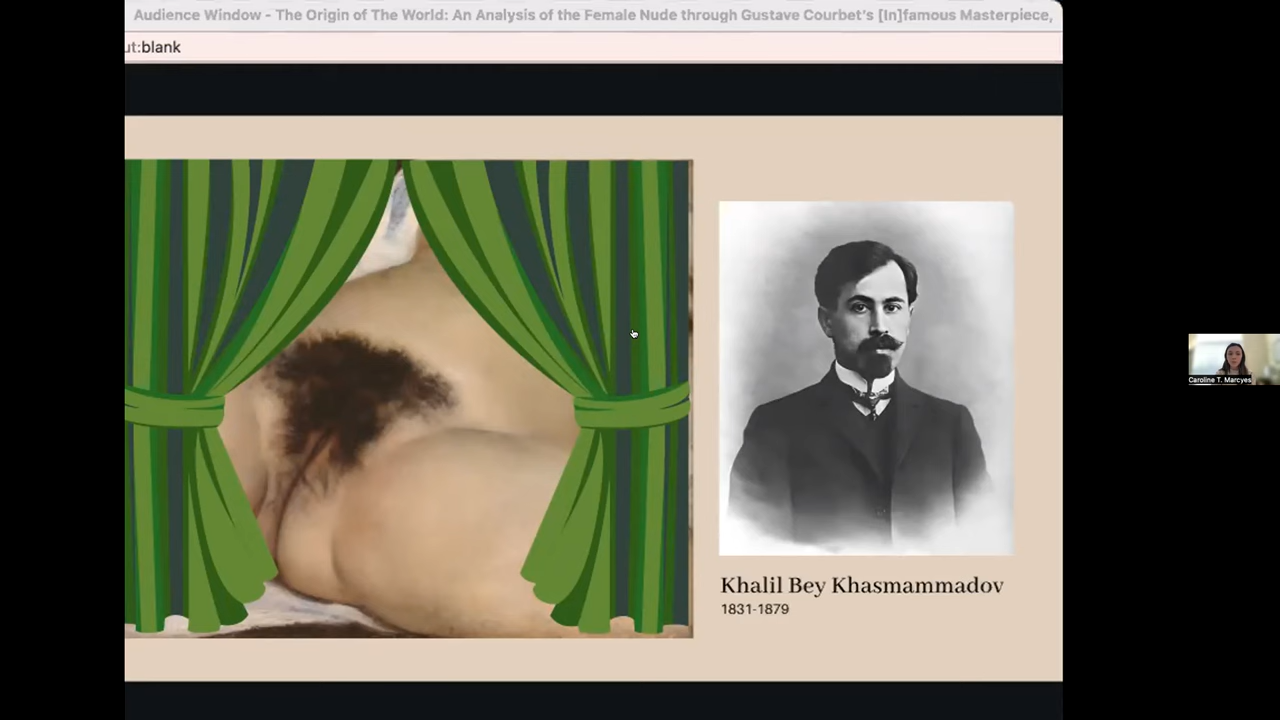 Audience Window - The Origin of The World: An Analysis of the Female Nude through Gustave Courbet's [In]famous Masterpiece,
ut:blank
Khalil Bey Khasmammadov
1831-1879
Caroline T. Marcyes